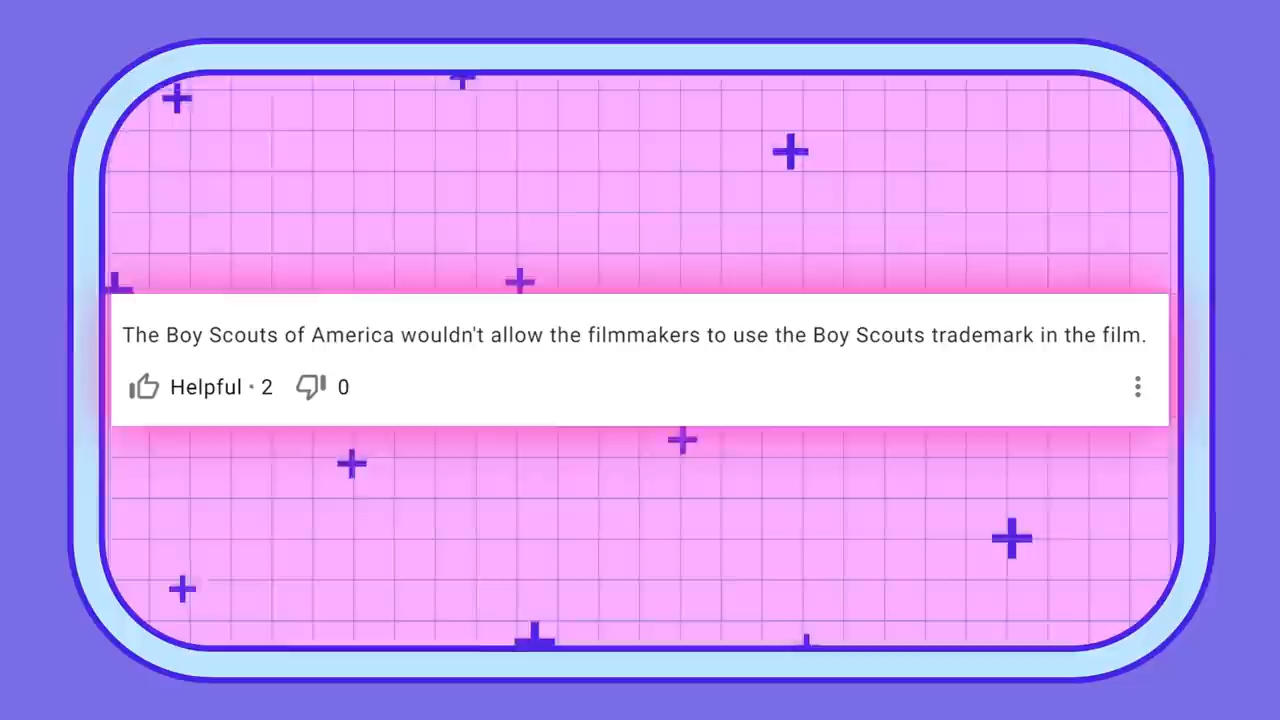 The Boy Scouts of America wouldn't allow the filmmakers to use the Boy Scouts trademark in the film.
Helpful · 2 0